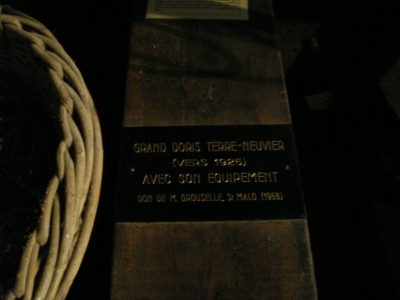 GRAND DORIS TERRE-NEUVIER
(VERS 1925)
AVEC SON EQUIPEMENT
DON DE M. GROUSELLE, St MALO (1958)